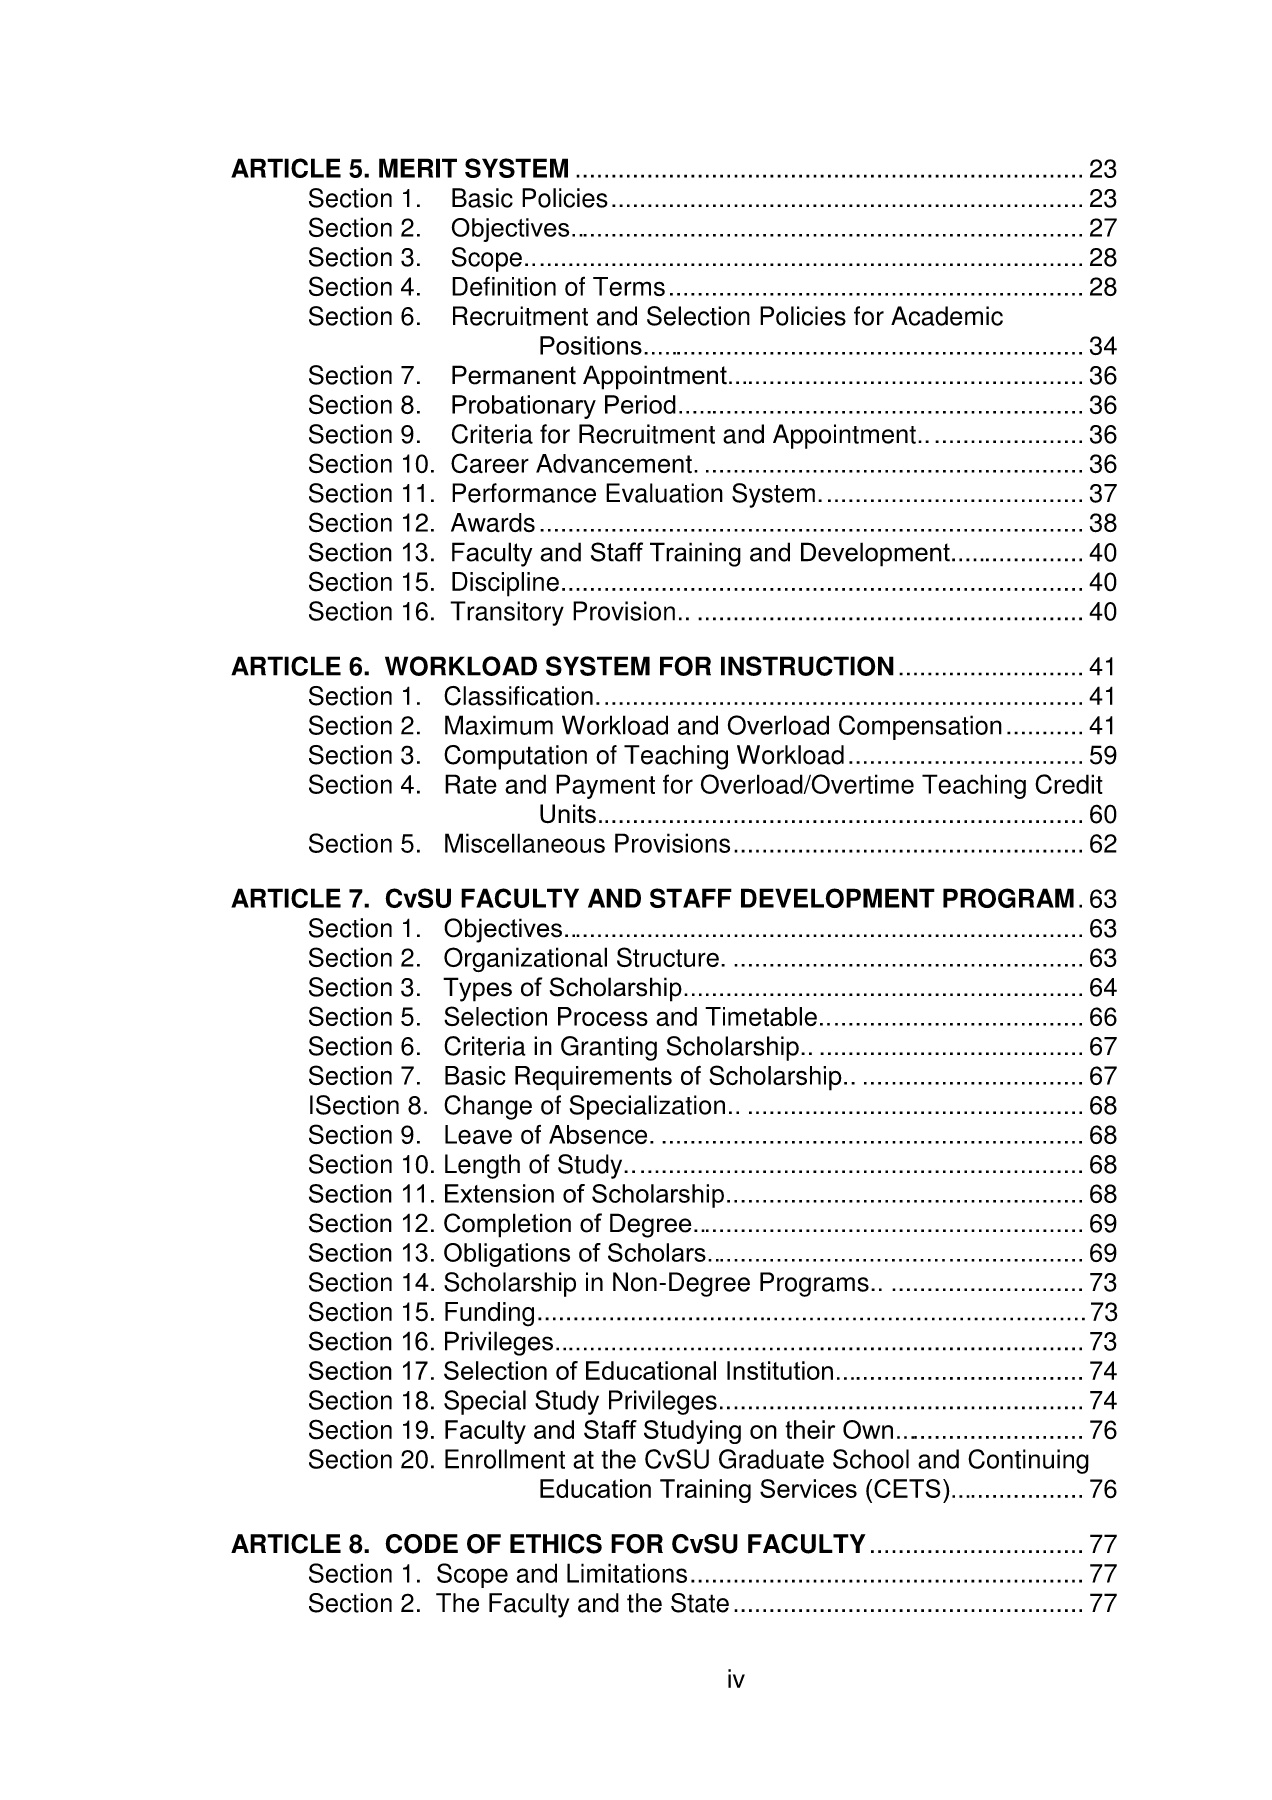 ARTICLE 5. MERIT SYSTEM ........ 23
Section 1. Basic Policies ........ 23
Section 2. Objectives ........ 27
Section 3. Scope ........ 28
Section 4. Definition of Terms ........ 28
Section 6. Recruitment and Selection Policies for Academic
Positions ........ 34
Section 7. Permanent Appointment ........ 36
Section 8. Probationary Period ........ 36
Section 9. Criteria for Recruitment and Appointment ........ 36
Section 10. Career Advancement ........ 36
Section 11. Performance Evaluation System ........ 37
Section 12. Awards ........ 38
Section 13. Faculty and Staff Training and Development ........ 40
Section 15. Discipline ........ 40
Section 16. Transitory Provision ........ 40
ARTICLE 6. WORKLOAD SYSTEM FOR INSTRUCTION ........ 41
Section 1. Classification ........ 41
Section 2. Maximum Workload and Overload Compensation ........ 41
Section 3. Computation of Teaching Workload ........ 59
Section 4. Rate and Payment for Overload/Overtime Teaching Credit
Units ........ 60
Section 5. Miscellaneous Provisions ........ 62
ARTICLE 7. CvSU FACULTY AND STAFF DEVELOPMENT PROGRAM . 63
Section 1. Objectives ........ 63
Section 2. Organizational Structure ........ 63
Section 3. Types of Scholarship ........ 64
Section 5. Selection Process and Timetable ........ 66
Section 6. Criteria in Granting Scholarship ........ 67
Section 7. Basic Requirements of Scholarship ........ 67
ISection 8. Change of Specialization ........ 68
Section 9. Leave of Absence ........ 68
Section 10. Length of Study ........ 68
Section 11. Extension of Scholarship ........ 68
Section 12. Completion of Degree ........ 69
Section 13. Obligations of Scholars ........ 69
Section 14. Scholarship in Non-Degree Programs ........ 73
Section 15. Funding ........ 73
Section 16. Privileges ........ 73
Section 17. Selection of Educational Institution ........ 74
Section 18. Special Study Privileges ........ 74
Section 19. Faculty and Staff Studying on their Own ........ 76
Section 20. Enrollment at the CvSU Graduate School and Continuing
Education Training Services (CETS) ........ 76
ARTICLE 8. CODE OF ETHICS FOR CvSU FACULTY ........ 77
Section 1. Scope and Limitations ........ 77
Section 2. The Faculty and the State ........ 77
iv